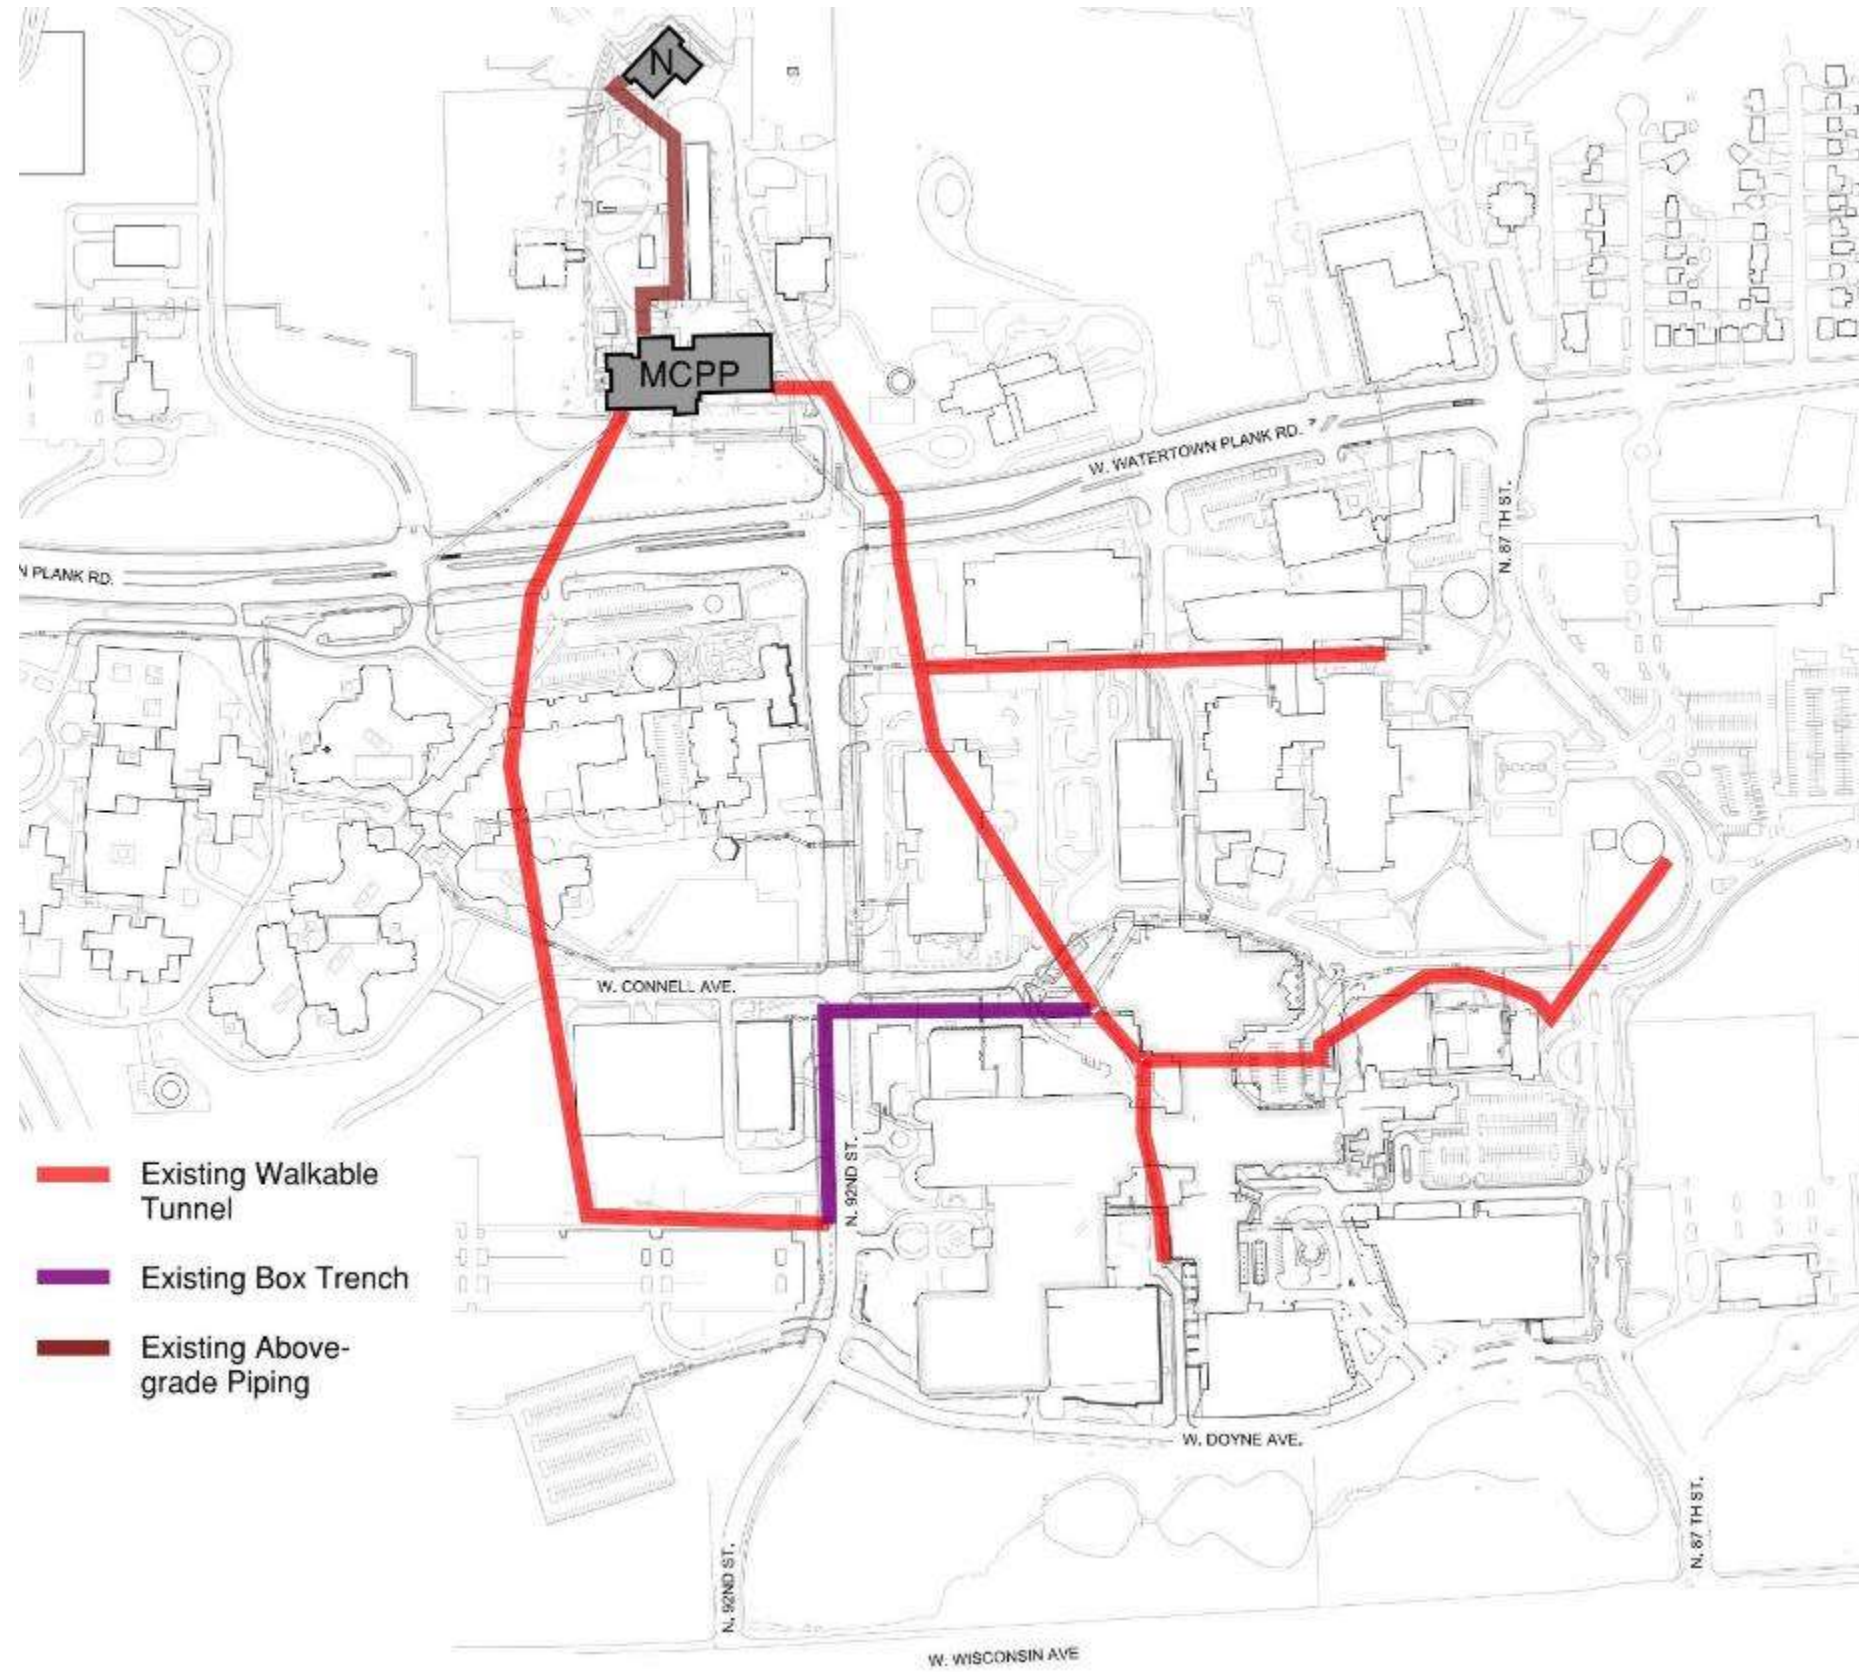 N
MCPP
W. WATERTOWN PLANK RD.
N. 87 TH ST.
N PLANK RD.
W. CONNELL AVE.
N. 92ND ST.
Existing Walkable
Tunnel
Existing Box Trench
Existing Above-
grade Piping
W. DOYNE AVE.
N. 87 TH ST.
N. 92ND ST.
W. WISCONSIN AVE